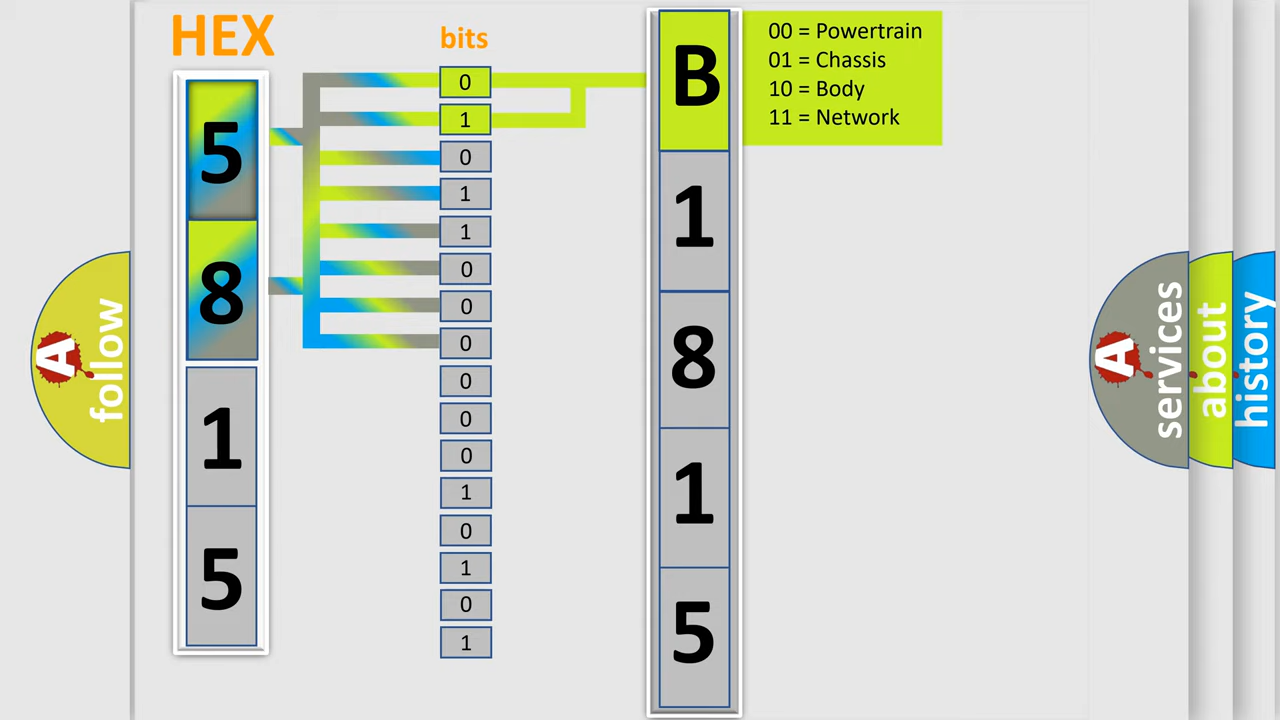 HEX
bits
5
8
1
5
0
1
0
1
1
0
0
0
0
0
0
1
0
1
0
1
B
1
8
1
5
00 = Powertrain
01 = Chassis
10 = Body
11 = Network
A
follow
A
services
about
history